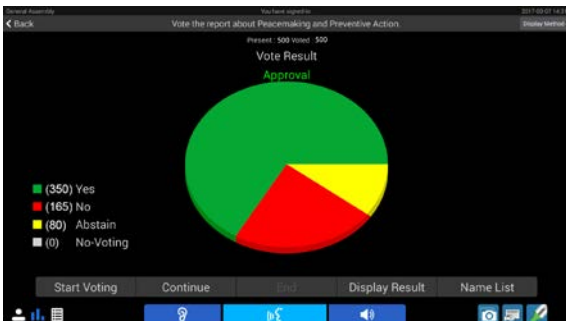 General Assembly You have signed in 2017-03-07 14:31
Back Vote the report about Peacemaking and Preventive Action. Display Method
Present : 500 Voted : 500
Vote Result
Approval
(350) Yes
(165) No
(80) Abstain
(0) No-Voting
Start Voting Continue End Display Result Name List